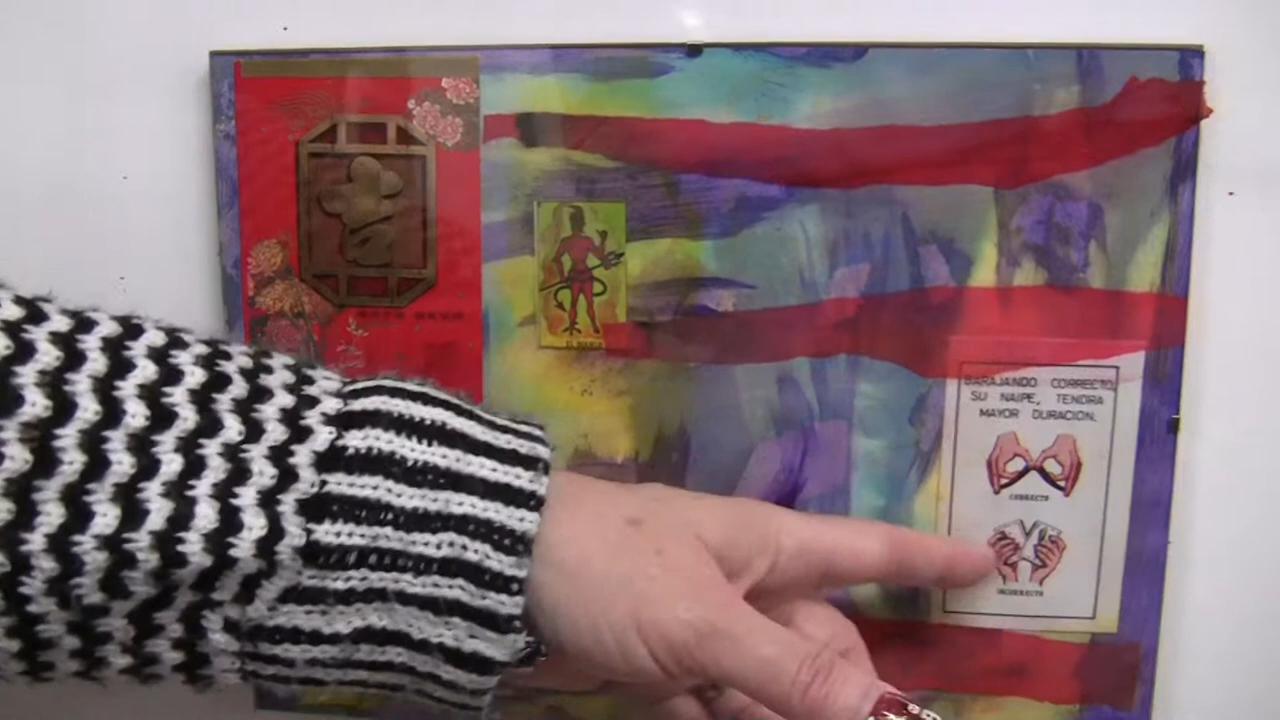 BARAJANDO CORRECTO
SU NAIPE, TENDRA
MAYOR DURACION.
CORRECTO
INCORRECTO